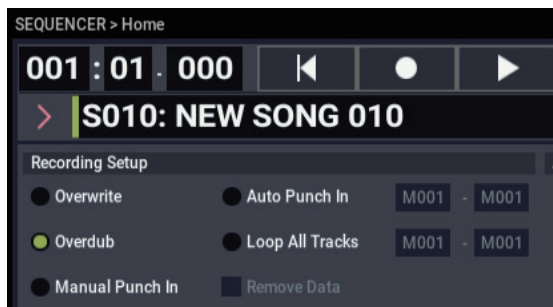 SEQUENCER > Home
001 : 01 . 000
S010: NEW SONG 010
Recording Setup
Overwrite Auto Punch In M001 - M001
Overdub Loop All Tracks M001 - M001
Manual Punch In Remove Data